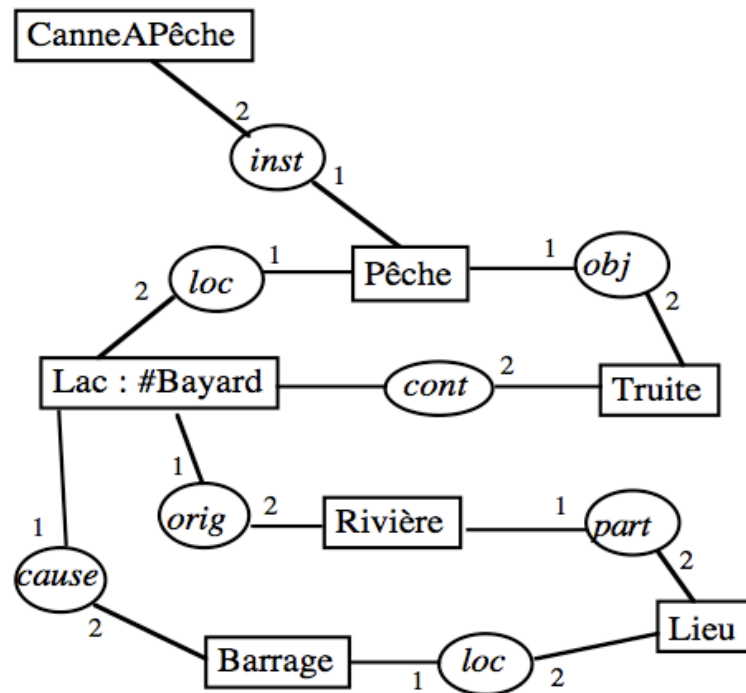 CanneAPêche
2
inst
1
loc
1
Pêche
1
obj
2
2
Lac : #Bayard
cont
2
Truite
1
orig
2
Rivière
1
part
2
1
cause
2
Barrage
1
loc
2
Lieu